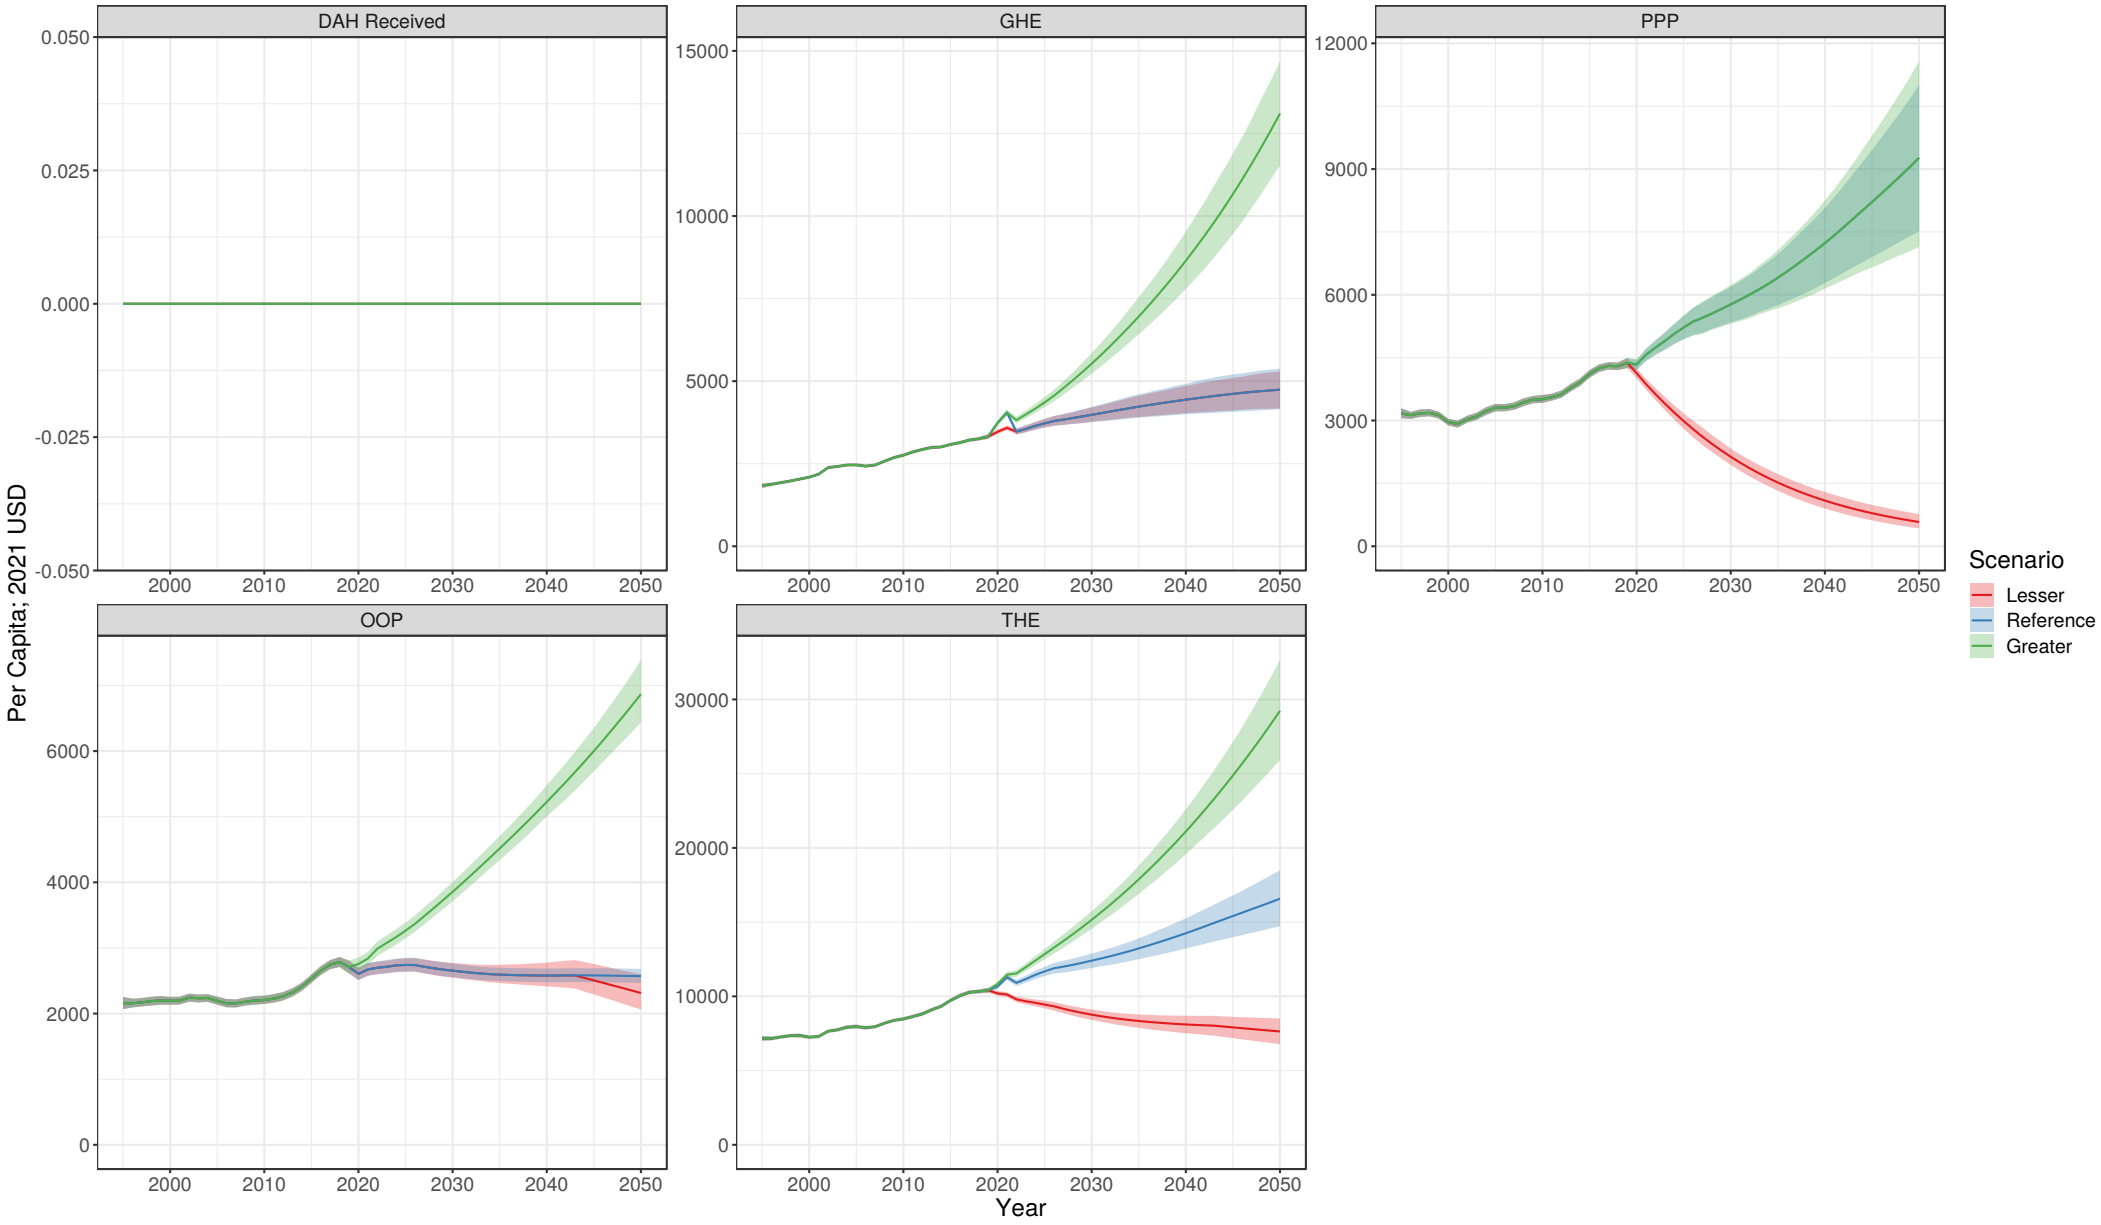 DAH Received
GHE
PPP
0.050
0.025
0.000
-0.025
-0.050
15000
10000
5000
0
12000
9000
6000
3000
0
2000 2010 2020 2030 2040 2050
2000 2010 2020 2030 2040 2050
2000 2010 2020 2030 2040 2050
Per Capita; 2021 USD
OOP
THE
6000
4000
2000
0
30000
20000
10000
0
2000 2010 2020 2030 2040 2050
2000 2010 2020 2030 2040 2050
Year
Scenario
Lesser
Reference
Greater